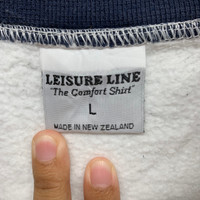 LEISURE LINE
"The Comfort Shirt"
L
MADE IN NEW ZEALAND